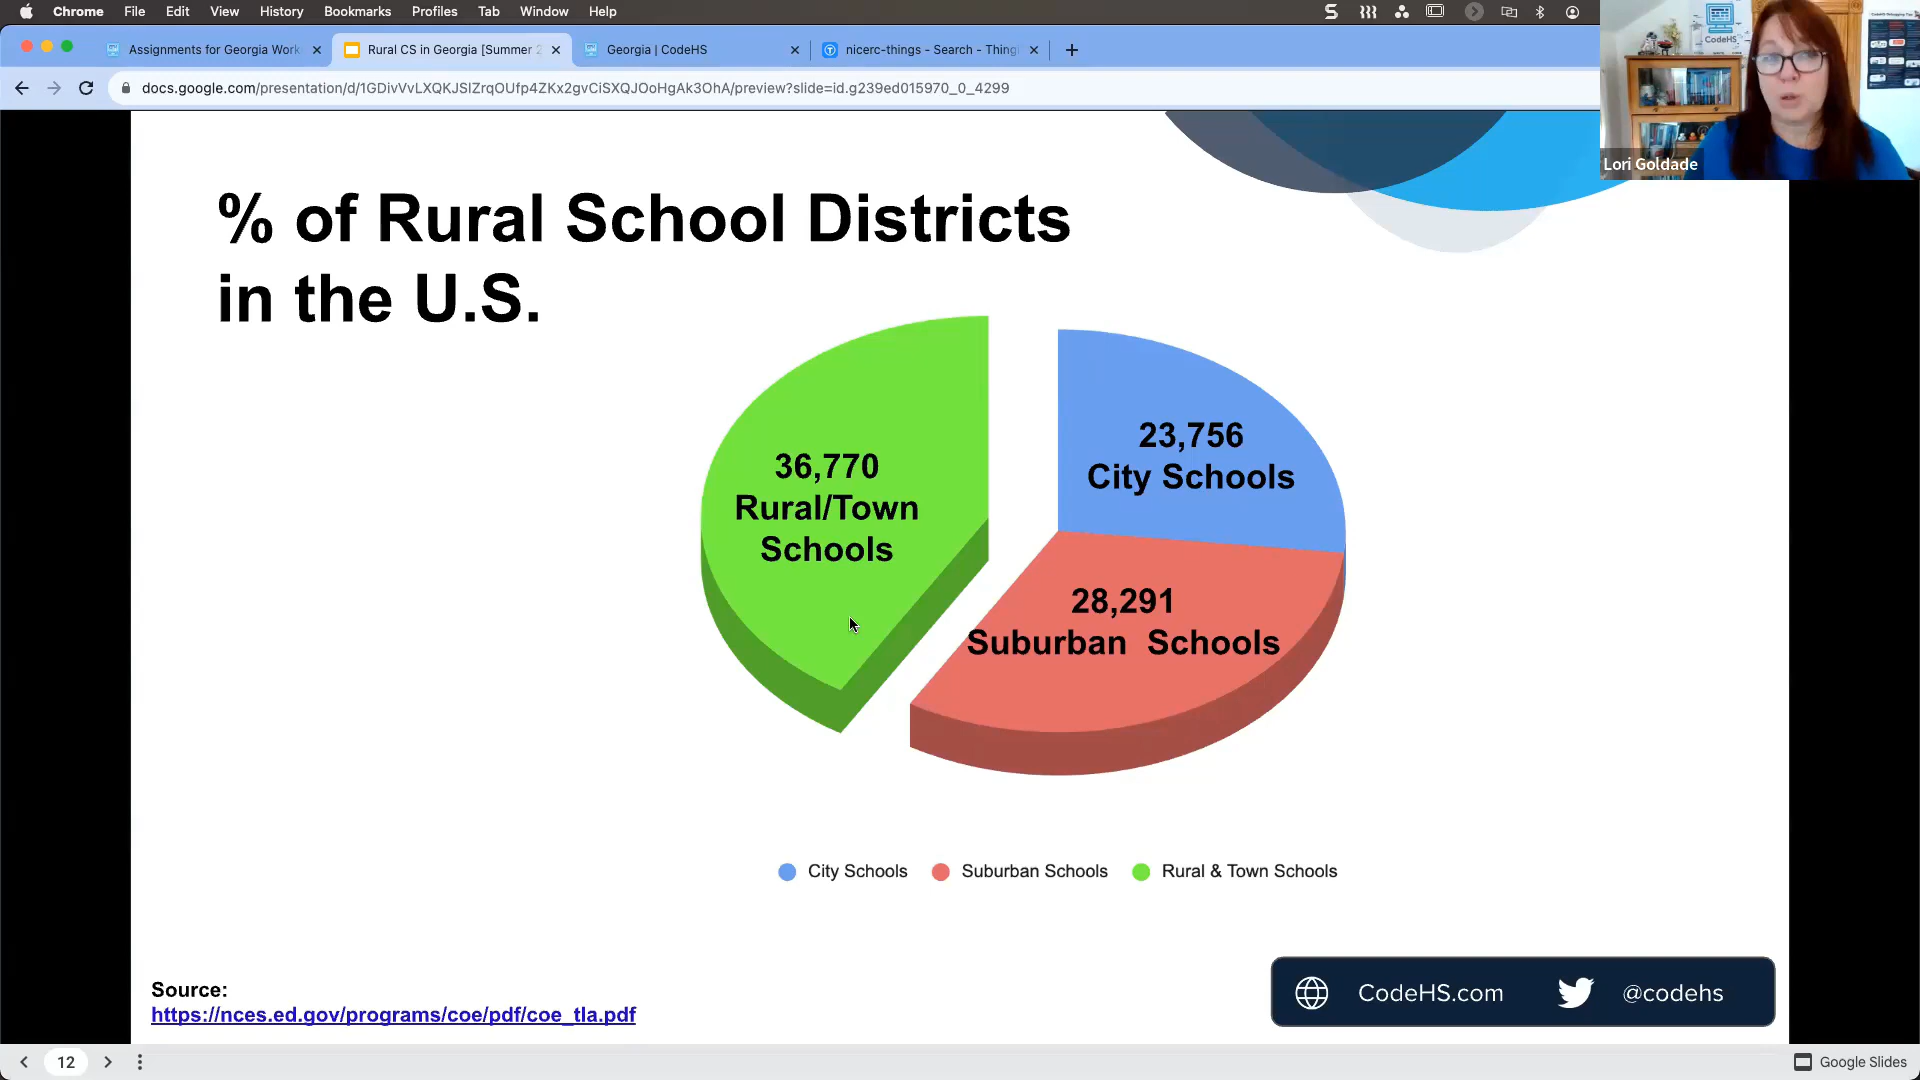 Chrome File Edit View History Bookmarks Profiles Tab Window Help
Assignments for Georgia Work
Rural CS in Georgia [Summer 2
Georgia | CodeHS
nicerc-things - Search - Thing
docs.google.com/presentation/d/1GDivVvLXQKJSlZrqOUfp4ZKx2gvCiSXQJOoHgAk3OhA/preview?slide=id.g239ed015970_0_4299
CodeHS
Lori Goldade
% of Rural School Districts
in the U.S.
36,770
Rural/Town
Schools
23,756
City Schools
28,291
Suburban Schools
City Schools
Suburban Schools
Rural & Town Schools
Source:
https://nces.ed.gov/programs/coe/pdf/coe_tla.pdf
CodeHS.com
@codehs
12
Google Slides